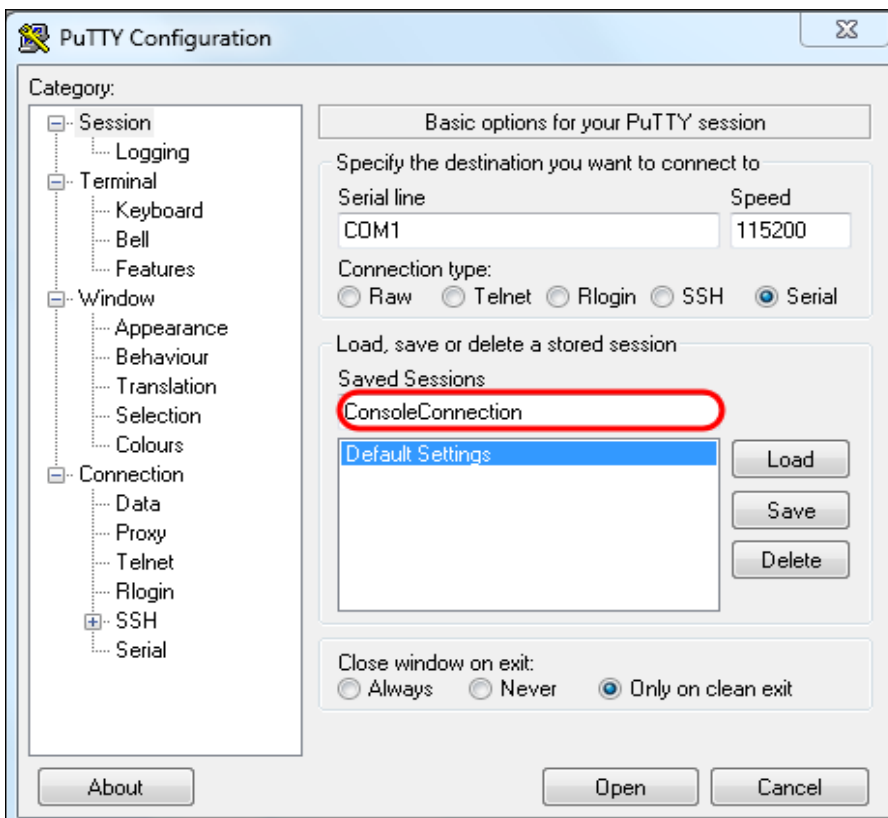 PuTTY Configuration
Category:
Session
Logging
Terminal
Keyboard
Bell
Features
Window
Appearance
Behaviour
Translation
Selection
Colours
Connection
Data
Proxy
Telnet
Rlogin
SSH
Serial
Basic options for your PuTTY session
Specify the destination you want to connect to
Serial line Speed
COM1 115200
Connection type:
Raw Telnet Rlogin SSH Serial
Load, save or delete a stored session
Saved Sessions
ConsoleConnection
Default Settings
Load
Save
Delete
Close window on exit:
Always Never Only on clean exit
About Open Cancel